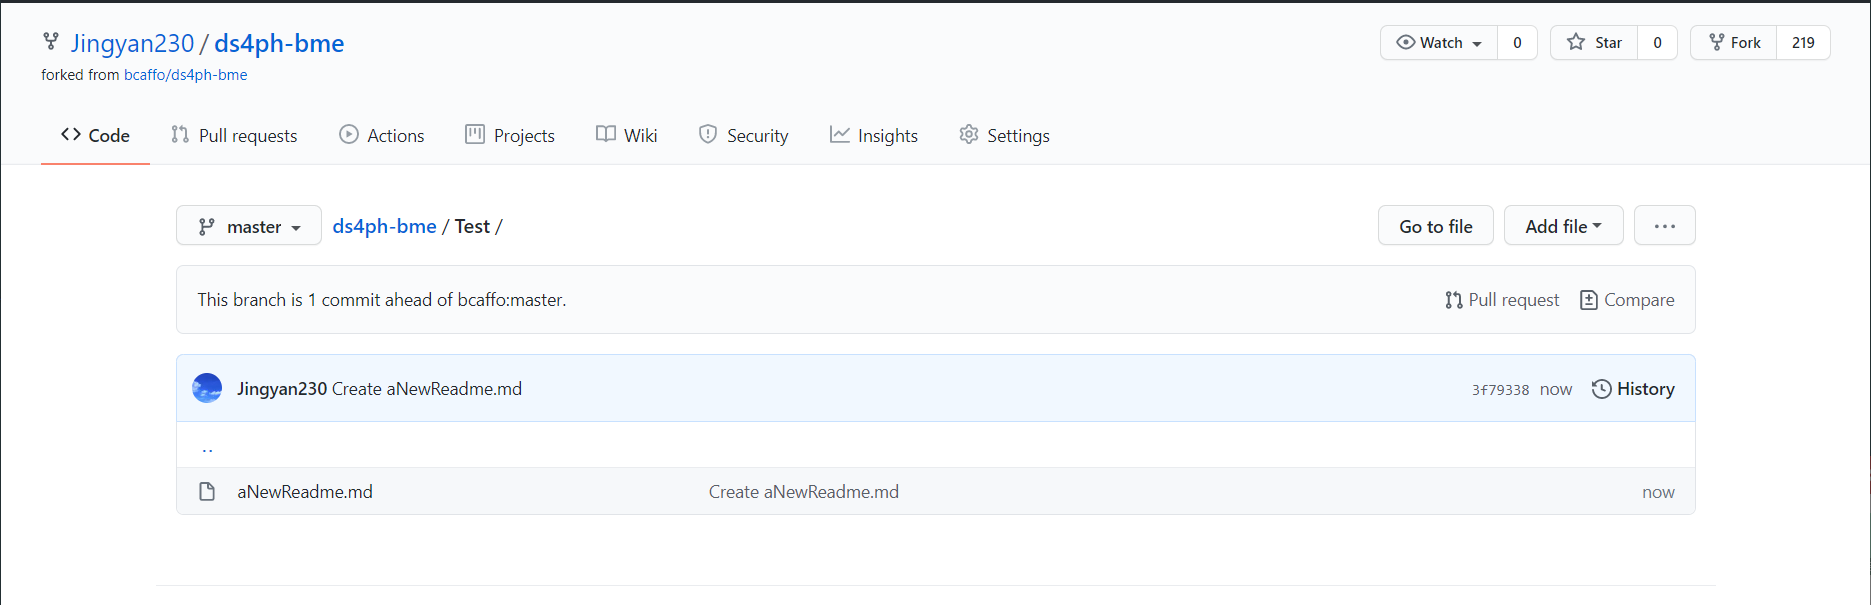 Jingyan230 / ds4ph-bme Watch 0 Star 0 Fork 219
forked from bcaffo/ds4ph-bme
Code Pull requests Actions Projects Wiki Security Insights Settings
master ds4ph-bme / Test / Go to file Add file ...
This branch is 1 commit ahead of bcaffo:master. Pull request Compare
Jingyan230 Create aNewReadme.md 3f79338 now History
..
aNewReadme.md Create aNewReadme.md now